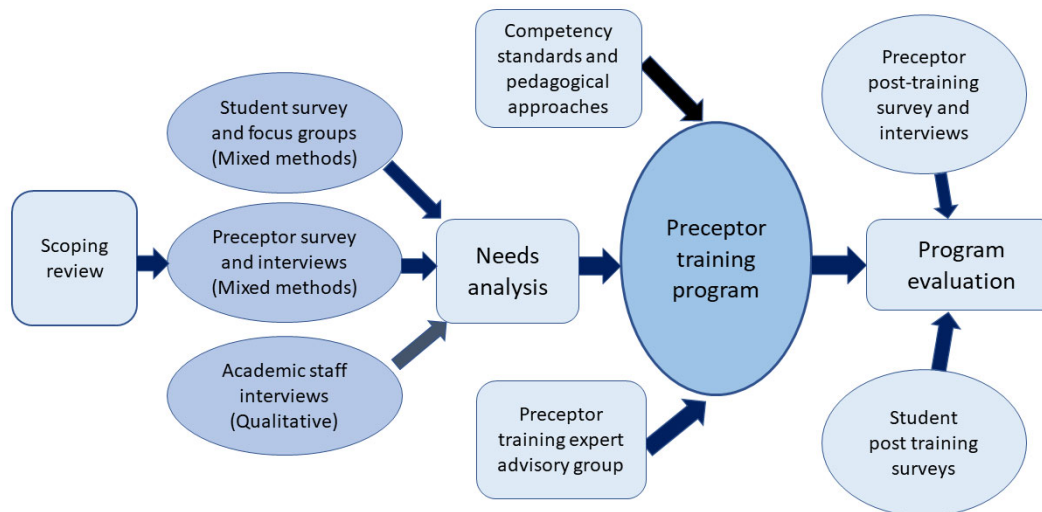 Scoping
review
Student survey
and focus groups
(Mixed methods)
Preceptor survey
and interviews
(Mixed methods)
Academic staff
interviews
(Qualitative)
Needs
analysis
Competency
standards and
pedagogical
approaches
Preceptor
training
program
Preceptor
training expert
advisory group
Preceptor
post-training
survey and
interviews
Program
evaluation
Student
post training
surveys